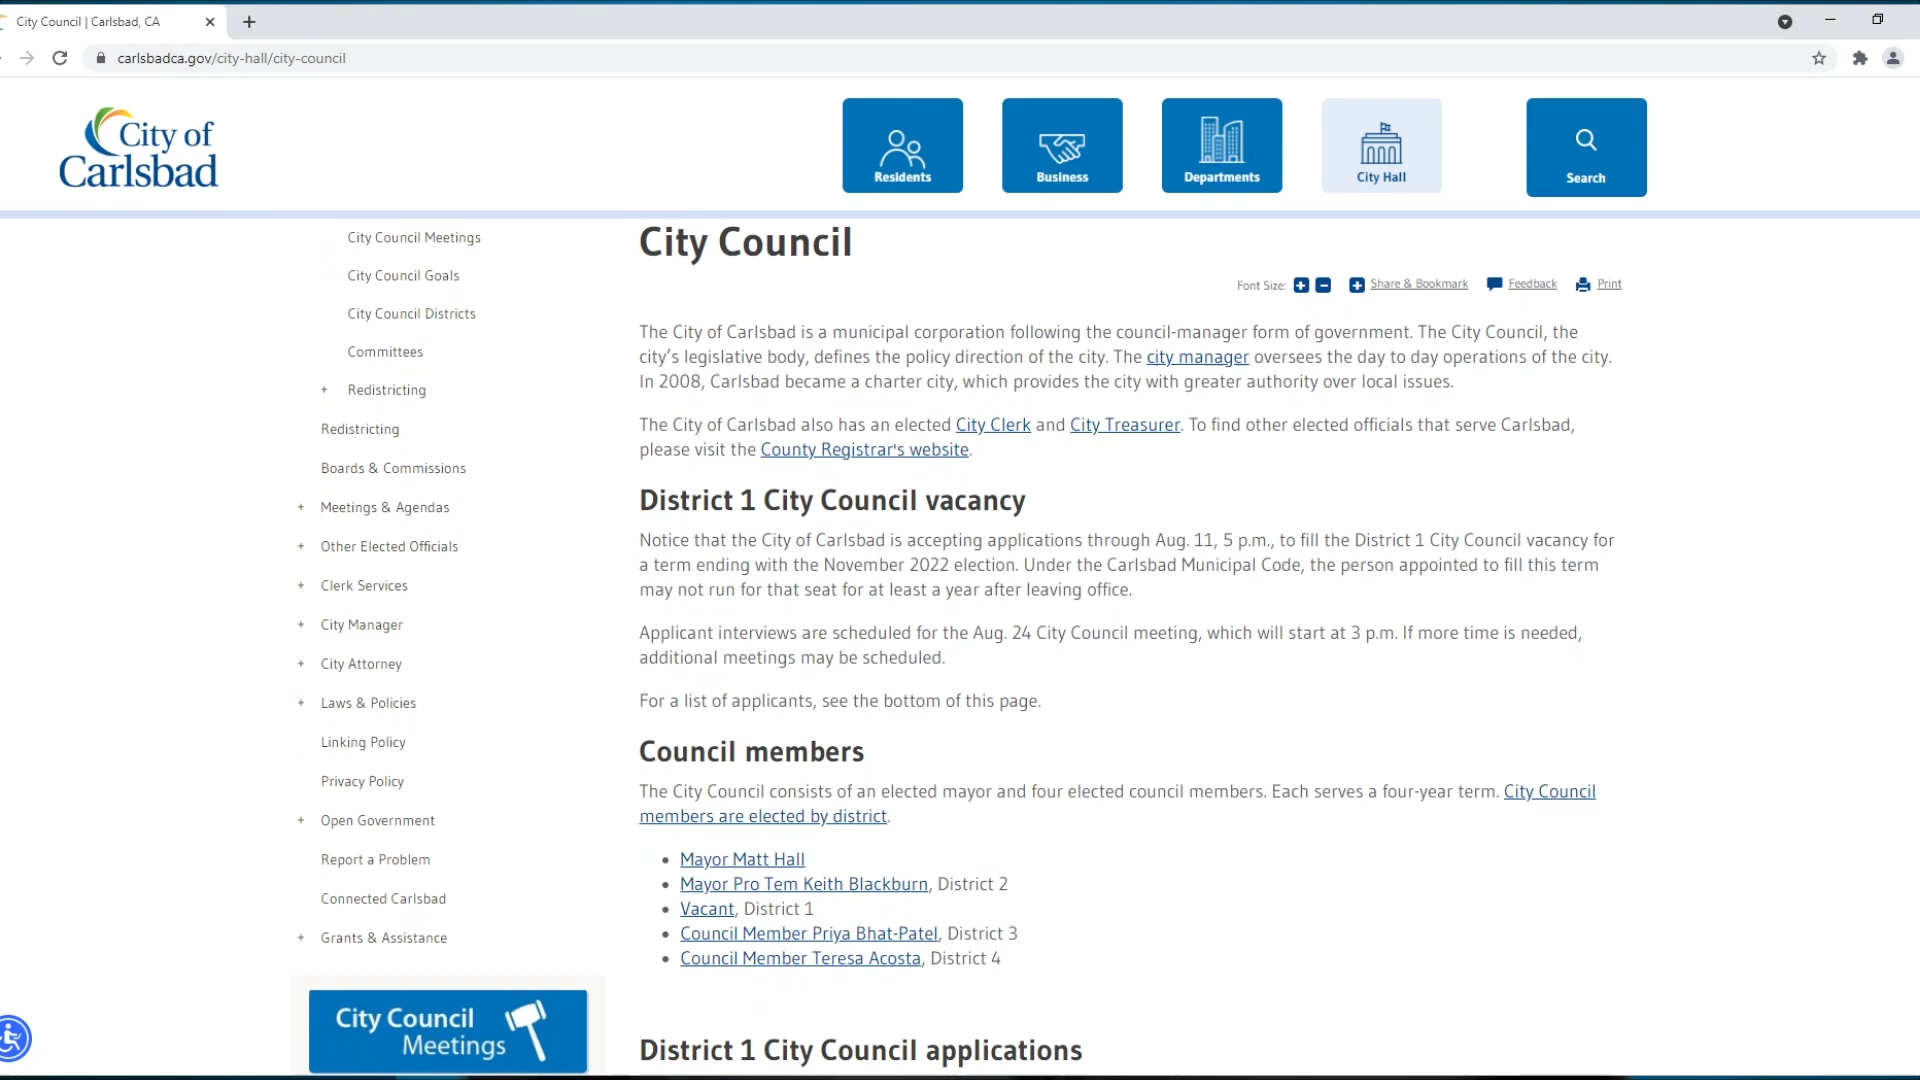 City Council | Carlsbad, CA
carlsbadca.gov/city-hall/city-council
City of
Carlsbad
Residents
Business
Departments
City Hall
Search
City Council Meetings
City Council Goals
City Council Districts
Committees
+ Redistricting
Redistricting
Boards & Commissions
+ Meetings & Agendas
+ Other Elected Officials
+ Clerk Services
+ City Manager
+ City Attorney
+ Laws & Policies
Linking Policy
Privacy Policy
+ Open Government
Report a Problem
Connected Carlsbad
+ Grants & Assistance
City Council
Meetings
City Council
Font Size: + - + Share & Bookmark Feedback Print
The City of Carlsbad is a municipal corporation following the council-manager form of government. The City Council, the
city’s legislative body, defines the policy direction of the city. The city manager oversees the day to day operations of the city.
In 2008, Carlsbad became a charter city, which provides the city with greater authority over local issues.
The City of Carlsbad also has an elected City Clerk and City Treasurer. To find other elected officials that serve Carlsbad,
please visit the County Registrar's website.
District 1 City Council vacancy
Notice that the City of Carlsbad is accepting applications through Aug. 11, 5 p.m., to fill the District 1 City Council vacancy for
a term ending with the November 2022 election. Under the Carlsbad Municipal Code, the person appointed to fill this term
may not run for that seat for at least a year after leaving office.
Applicant interviews are scheduled for the Aug. 24 City Council meeting, which will start at 3 p.m. If more time is needed,
additional meetings may be scheduled.
For a list of applicants, see the bottom of this page.
Council members
The City Council consists of an elected mayor and four elected council members. Each serves a four-year term. City Council
members are elected by district.
• Mayor Matt Hall
• Mayor Pro Tem Keith Blackburn, District 2
• Vacant, District 1
• Council Member Priya Bhat-Patel, District 3
• Council Member Teresa Acosta, District 4
District 1 City Council applications